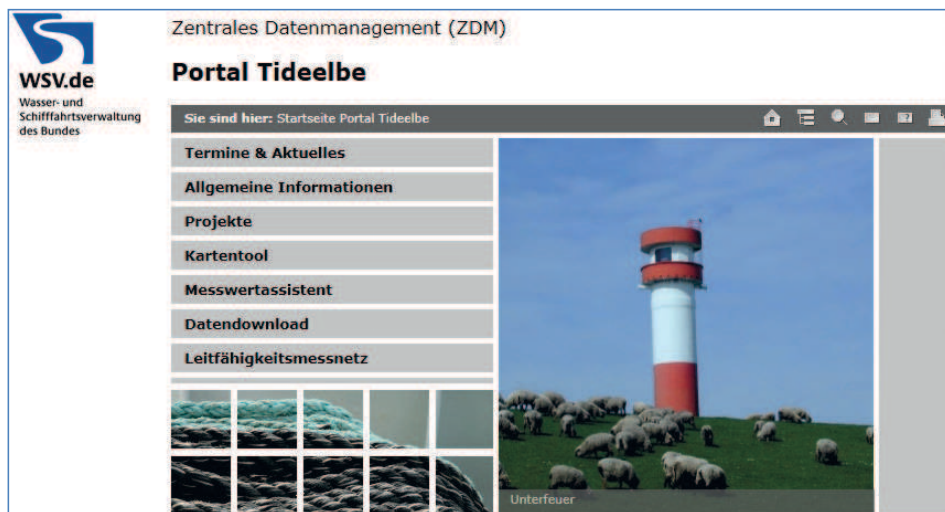 Zentrales Datenmanagement (ZDM)
WSV.de
Wasser- und
Schifffahrtsverwaltung
des Bundes
Portal Tideelbe
Sie sind hier: Startseite Portal Tideelbe
Termine & Aktuelles
Allgemeine Informationen
Projekte
Kartentool
Messwertassistent
Datendownload
Leitfähigkeitsmessnetz
Unterfeuer